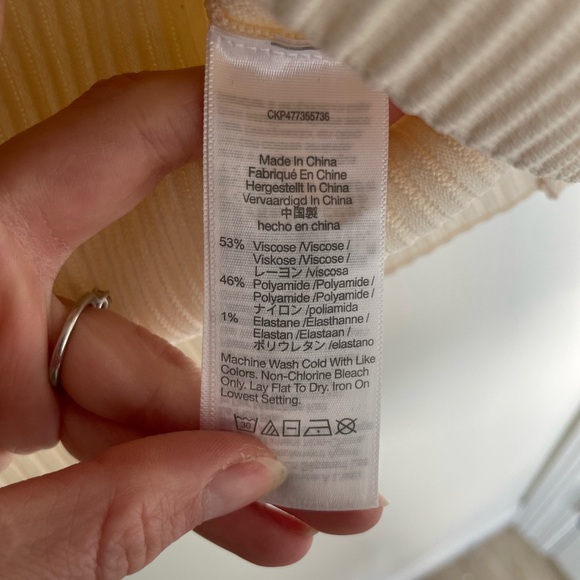 CKP477355736
Made In China
Fabriqué En Chine
Hergestellt In China
Vervaardigd In China
中国製
hecho en china
53% Viscose /Viscose /
Viskose /Viscose /
レーヨン /viscosa
46% Polyamide /Polyamide /
Polyamide /Polyamide /
ナイロン /poliamida
1% Elastane /Élasthanne /
Elastan /Elastaan /
ポリウレタン /elastano
Machine Wash Cold With Like
Colors. Non-Chlorine Bleach
Only. Lay Flat To Dry. Iron On
Lowest Setting.
30